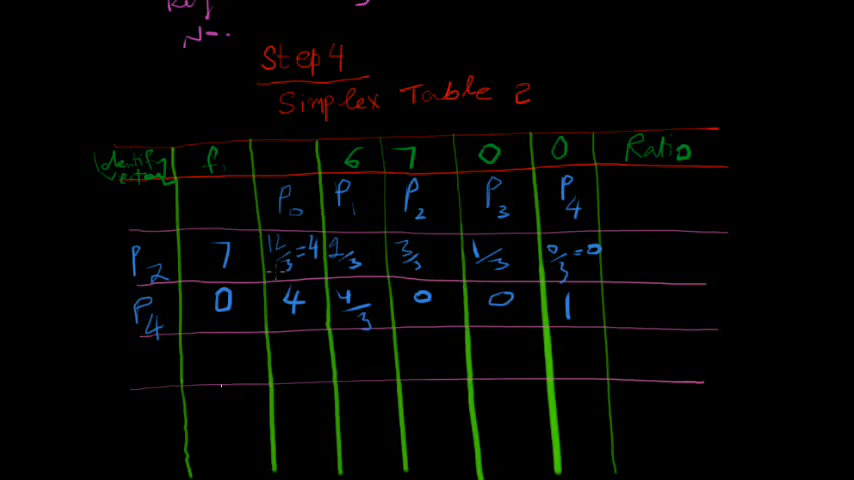 Key
N-
Step 4
Simplex Table 2
Identify vector f. 6 7 0 0 Ratio
P0 P1 P2 P3 P4
P2 7 12/3=4 2/3 3/3 1/3 0/3=0
P4 0 4 4/3 0 0 1